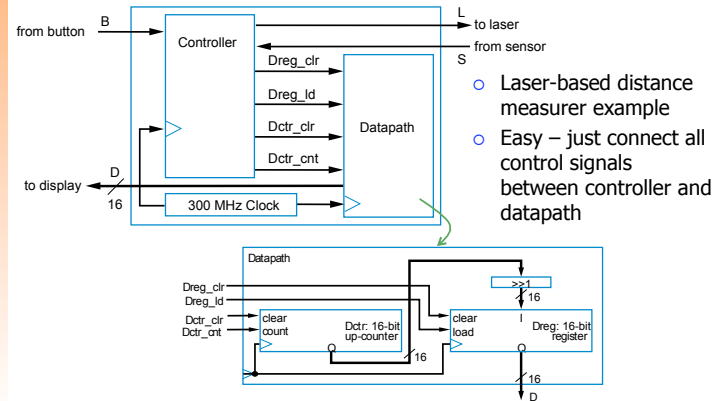 B
L
to laser
from button
Controller
from sensor
S
Dreg_clr
Dreg_ld
Dctr_clr
Dctr_cnt
Datapath
D
to display
16
300 MHz Clock
○ Laser-based distance
measurer example
○ Easy – just connect all
control signals
between controller and
datapath
Datapath
>>1
16
Dreg_clr
Dreg_ld
Dctr_clr
Dctr_cnt
clear
count
Dctr: 16-bit
up-counter
Q
16
I
clear
load
Dreg: 16-bit
register
Q
16
D